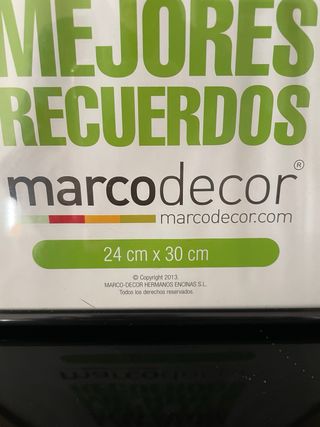 MEJORES
RECUERDOS
marcodecor®
marcodecor.com
24 cm x 30 cm
© Copyright 2013.
MARCO-DECOR HERMANOS ENCINAS S.L.
Todos los derechos reservados.